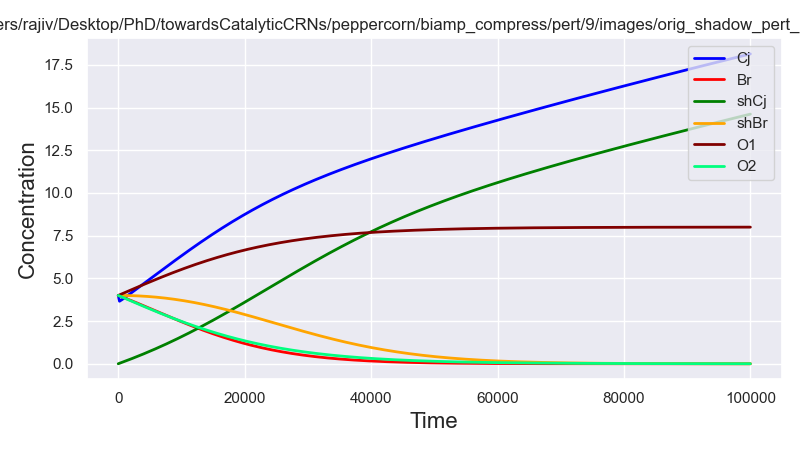 ers/rajiv/Desktop/PhD/towardsCatalyticCRNs/peppercorn/biamp_compress/pert/9/images/orig_shadow_pert_
17.5
15.0
12.5
10.0
7.5
5.0
2.5
0.0
Concentration
Cj
Br
shCj
shBr
O1
O2
0
20000
40000
60000
80000
100000
Time